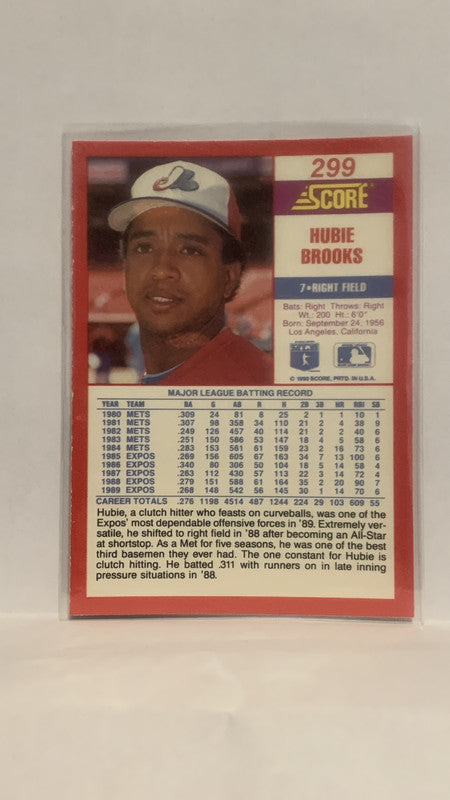 299
SCORE
HUBIE
BROOKS
7•RIGHT FIELD
Bats: Right Throws: Right
Wt.: 200 Ht.: 6'0"
Born: September 24, 1956
Los Angeles, California
© 1990 SCORE, PRTD. IN U.S.A.
MAJOR LEAGUE BATTING RECORD
YEAR TEAM BA G AB R H 2B 3B HR RBI SB
1980 METS .309 24 81 8 25 2 1 1 10 1
1981 METS .307 98 358 34 110 21 2 4 38 9
1982 METS .249 126 457 40 114 21 2 2 40 6
1983 METS .251 150 586 53 147 18 4 5 58 6
1984 METS .283 153 561 61 159 23 2 16 73 6
1985 EXPOS .269 156 605 67 163 34 7 13 100 6
1986 EXPOS .340 80 306 50 104 18 5 14 58 4
1987 EXPOS .263 112 430 57 113 22 3 14 72 4
1988 EXPOS .279 151 588 61 164 35 2 20 90 7
1989 EXPOS .268 148 542 56 145 30 1 14 70 6
CAREER TOTALS .276 1198 4514 487 1244 224 29 103 609 55
Hubie, a clutch hitter who feasts on curveballs, was one of the
Expos' most dependable offensive forces in '89. Extremely ver-
satile, he shifted to right field in '88 after becoming an All-Star
at shortstop. As a Met for five seasons, he was one of the best
third basemen they ever had. The one constant for Hubie is
clutch hitting. He batted .311 with runners on in late inning
pressure situations in '88.